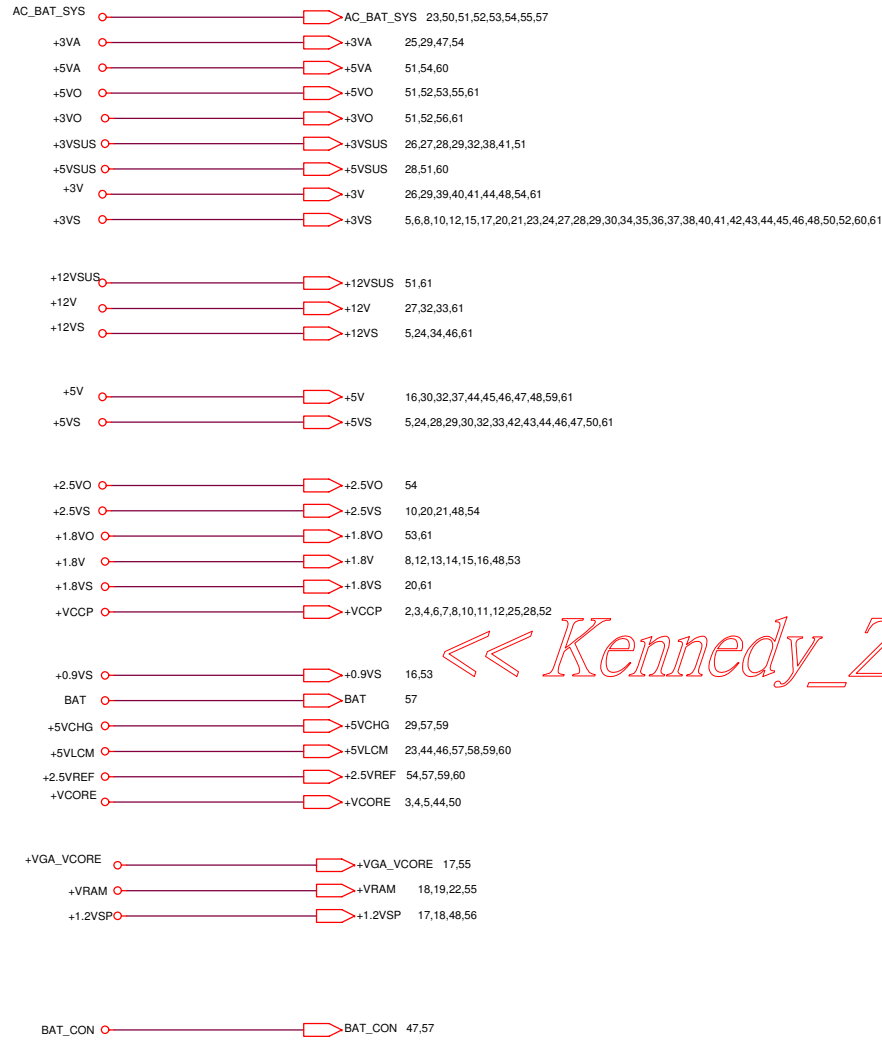 AC_BAT_SYS AC_BAT_SYS 23,50,51,52,53,54,55,57
+3VA +3VA 25,29,47,54
+5VA +5VA 51,54,60
+5VO +5VO 51,52,53,55,61
+3VO +3VO 51,52,56,61
+3VSUS +3VSUS 26,27,28,29,32,38,41,51
+5VSUS +5VSUS 28,51,60
+3V +3V 26,29,39,40,41,44,48,54,61
+3VS +3VS 5,6,8,10,12,15,17,20,21,23,24,27,28,29,30,34,35,36,37,38,40,41,42,43,44,45,46,48,50,52,60,61
+12VSUS +12VSUS 51,61
+12V +12V 27,32,33,61
+12VS +12VS 5,24,34,46,61
+5V +5V 16,30,32,37,44,45,46,47,48,59,61
+5VS +5VS 5,24,28,29,30,32,33,42,43,44,46,47,50,61
+2.5VO +2.5VO 54
+2.5VS +2.5VS 10,20,21,48,54
+1.8VO +1.8VO 53,61
+1.8V +1.8V 8,12,13,14,15,16,48,53
+1.8VS +1.8VS 20,61
+VCCP +VCCP 2,3,4,6,7,8,10,11,12,25,28,52
<< Kennedy_2
+0.9VS +0.9VS 16,53
BAT BAT 57
+5VCHG +5VCHG 29,57,59
+5VLCM +5VLCM 23,44,46,57,58,59,60
+2.5VREF +2.5VREF 54,57,59,60
+VCORE +VCORE 3,4,5,44,50
+VGA_VCORE +VGA_VCORE 17,55
+VRAM +VRAM 18,19,22,55
+1.2VSP +1.2VSP 17,18,48,56
BAT_CON BAT_CON 47,57